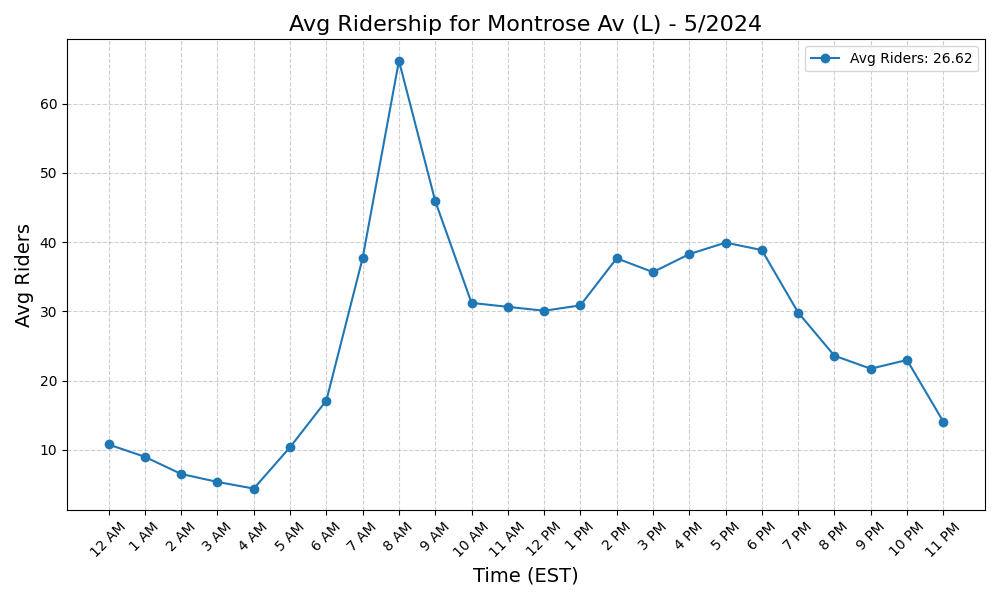 Avg Ridership for Montrose Av (L) - 5/2024
Avg Riders: 26.62
Avg Riders
60
50
40
30
20
10
12 AM
1 AM
2 AM
3 AM
4 AM
5 AM
6 AM
7 AM
8 AM
9 AM
10 AM
11 AM
12 PM
1 PM
2 PM
3 PM
4 PM
5 PM
6 PM
7 PM
8 PM
9 PM
10 PM
11 PM
Time (EST)